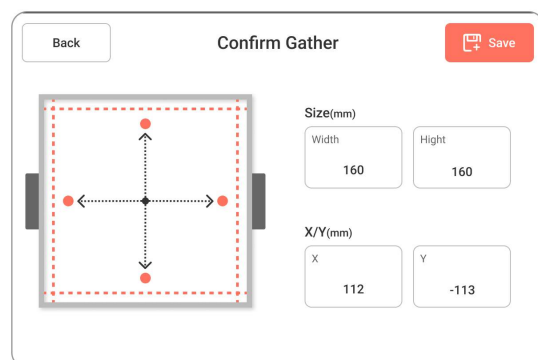 Back
Confirm Gather
Save
Size(mm)
Width
Hight
160
160
X/Y(mm)
X
Y
112
-113